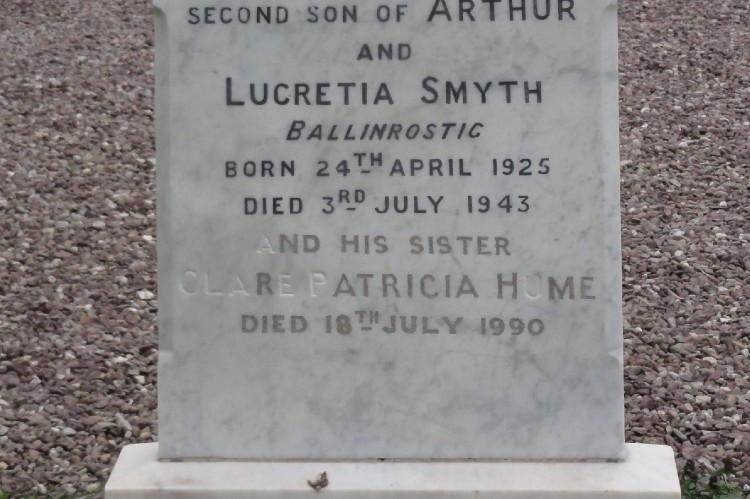 SECOND SON OF ARTHUR
AND
LUCRETIA SMYTH
BALLINROSTIC
BORN 24TH APRIL 1925
DIED 3RD JULY 1943
AND HIS SISTER
CLARE PATRICIA HUME
DIED 18TH JULY 1990